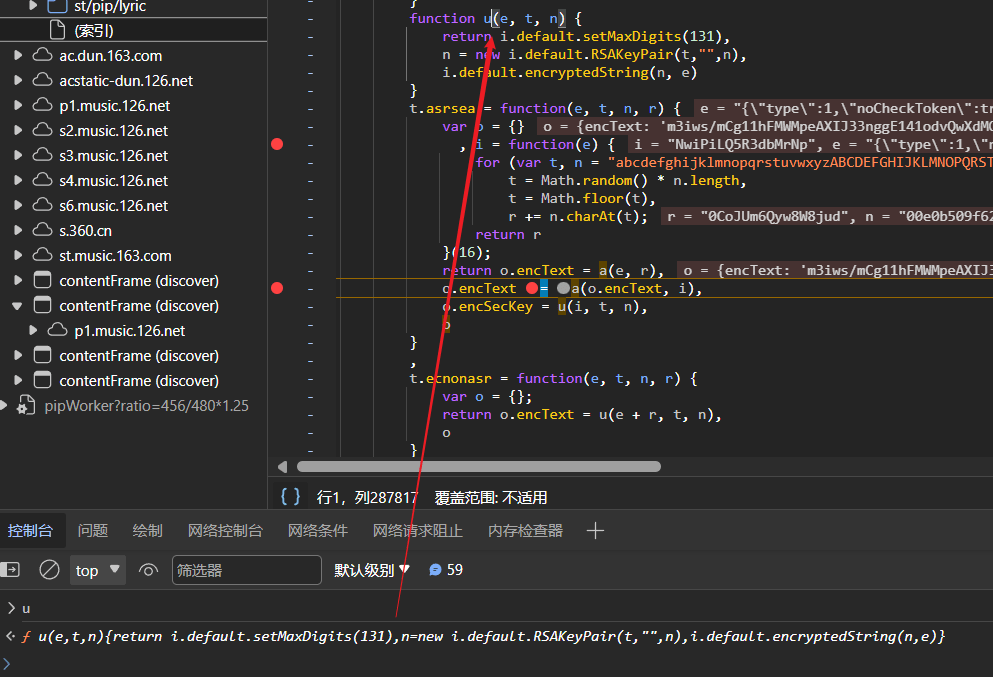 st/pip/lyric
(索引)
ac.dun.163.com
acstatic-dun.126.net
p1.music.126.net
s2.music.126.net
s3.music.126.net
s4.music.126.net
s6.music.126.net
s.360.cn
st.music.163.com
contentFrame (discover)
contentFrame (discover)
p1.music.126.net
contentFrame (discover)
contentFrame (discover)
pipWorker?ratio=456/480*1.25
}
function u(e, t, n) {
return i.default.setMaxDigits(131),
n = new i.default.RSAKeyPair(t,"",n),
i.default.encryptedString(n, e)
}
t.asrsea = function(e, t, n, r) { e = "{\"type\":1,\"noCheckToken\":tr
var o = {} o = {encText: 'm3iws/mCg11hFMWMpeAXIJ33nggE141odvQwXdMO
, i = function(e) { i = "NwiPiLQ5R3dbMrNp", e = "{\"type\":1,\"n
for (var t, n = "abcdefghijklmnopqrstuvwxyzABCDEFGHIJKLMNOPQRST
t = Math.random() * n.length,
t = Math.floor(t),
r += n.charAt(t); r = "0CoJUm6Qyw8W8jud", n = "00e0b509f62
return r
}(16);
return o.encText = a(e, r), o = {encText: 'm3iws/mCg11hFMWMpeAXIJ3
o.encText = a(o.encText, i),
o.encSecKey = u(i, t, n),
o
}
,
t.ecnonasr = function(e, t, n, r) {
var o = {};
return o.encText = u(e + r, t, n),
o
}
{ } 行1，列287817 覆盖范围: 不适用
控制台 问题 绘制 网络控制台 网络条件 网络请求阻止 内存检查器
top 筛选器 默认级别 59
u
ƒ u(e,t,n){return i.default.setMaxDigits(131),n=new i.default.RSAKeyPair(t,"",n),i.default.encryptedString(n,e)}